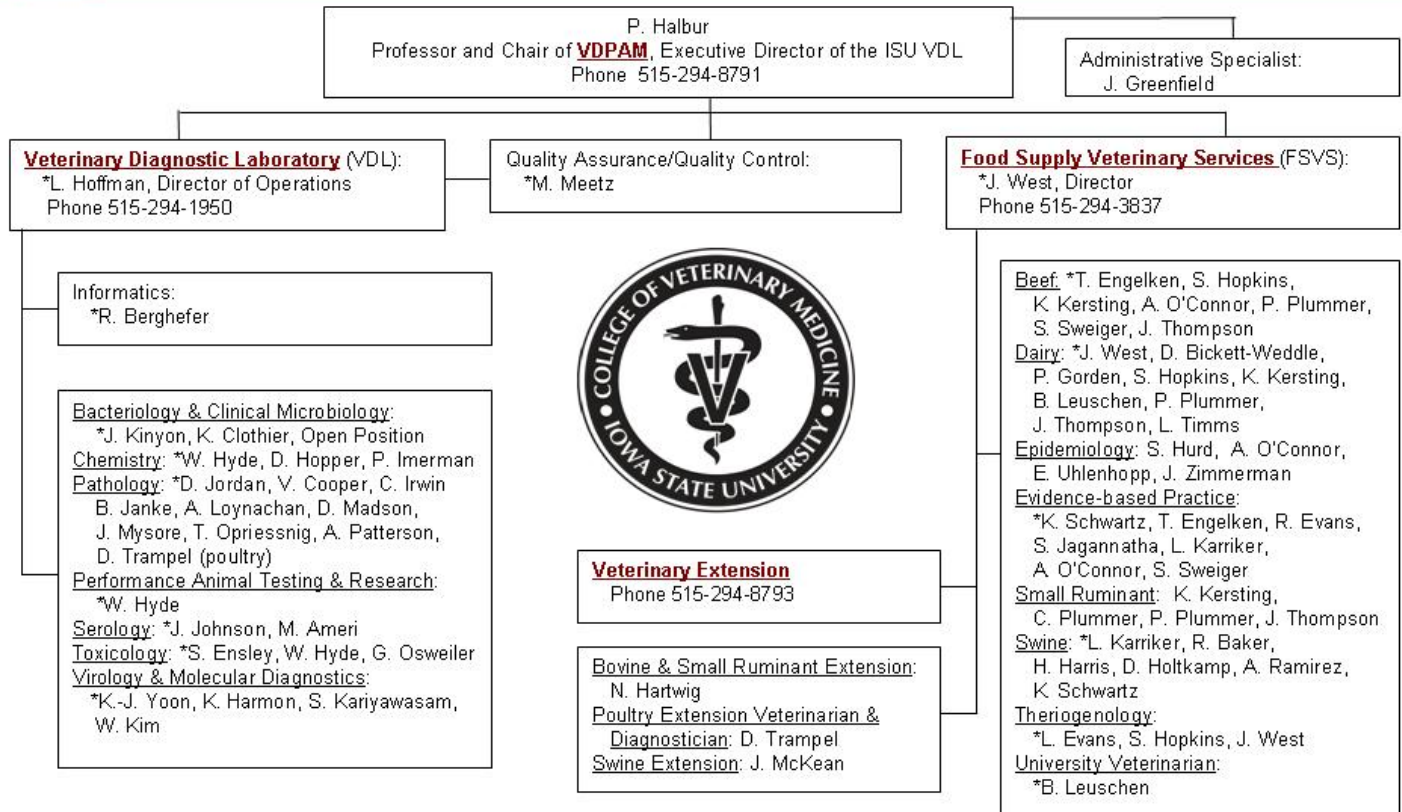 P. Halbur
Professor and Chair of VDPAM, Executive Director of the ISU VDL
Phone  515-294-8791
Administrative Specialist:
J. Greenfield
Veterinary Diagnostic Laboratory (VDL):
*L. Hoffman, Director of Operations
Phone 515-294-1950
Quality Assurance/Quality Control:
*M. Meetz
Food Supply Veterinary Services (FSVS):
*J. West, Director
Phone 515-294-3837
Informatics:
*R. Berghefer
Bacteriology & Clinical Microbiology:
*J. Kinyon, K. Clothier, Open Position
Chemistry: *W. Hyde, D. Hopper, P. Imerman
Pathology: *D. Jordan, V. Cooper, C. Irwin
B. Janke, A. Loynachan, D. Madson,
J. Mysore, T. Opriessnig, A. Patterson,
D. Trampel (poultry)
Performance Animal Testing & Research:
*W. Hyde
Serology: *J. Johnson, M. Ameri
Toxicology: *S. Ensley, W. Hyde, G. Osweiler
Virology & Molecular Diagnostics:
*K.-J. Yoon, K. Harmon, S. Kariyawasam,
W. Kim
COLLEGE OF VETERINARY MEDICINE
IOWA STATE UNIVERSITY
V
Veterinary Extension
Phone 515-294-8793
Bovine & Small Ruminant Extension:
N. Hartwig
Poultry Extension Veterinarian &
Diagnostician: D. Trampel
Swine Extension: J. McKean
Beef: *T. Engelken, S. Hopkins,
K. Kersting, A. O'Connor, P. Plummer,
S. Sweiger, J. Thompson
Dairy: *J. West, D. Bickett-Weddle,
P. Gorden, S. Hopkins, K. Kersting,
B. Leuschen, P. Plummer,
J. Thompson, L. Timms
Epidemiology: S. Hurd,  A. O'Connor,
E. Uhlenhopp, J. Zimmerman
Evidence-based Practice:
*K. Schwartz, T. Engelken, R. Evans,
S. Jagannatha, L. Karriker,
A. O'Connor, S. Sweiger
Small Ruminant:  K. Kersting,
C. Plummer, P. Plummer, J. Thompson
Swine: *L. Karriker, R. Baker,
H. Harris, D. Holtkamp, A. Ramirez,
K. Schwartz
Theriogenology:
*L. Evans, S. Hopkins, J. West
University Veterinarian:
*B. Leuschen